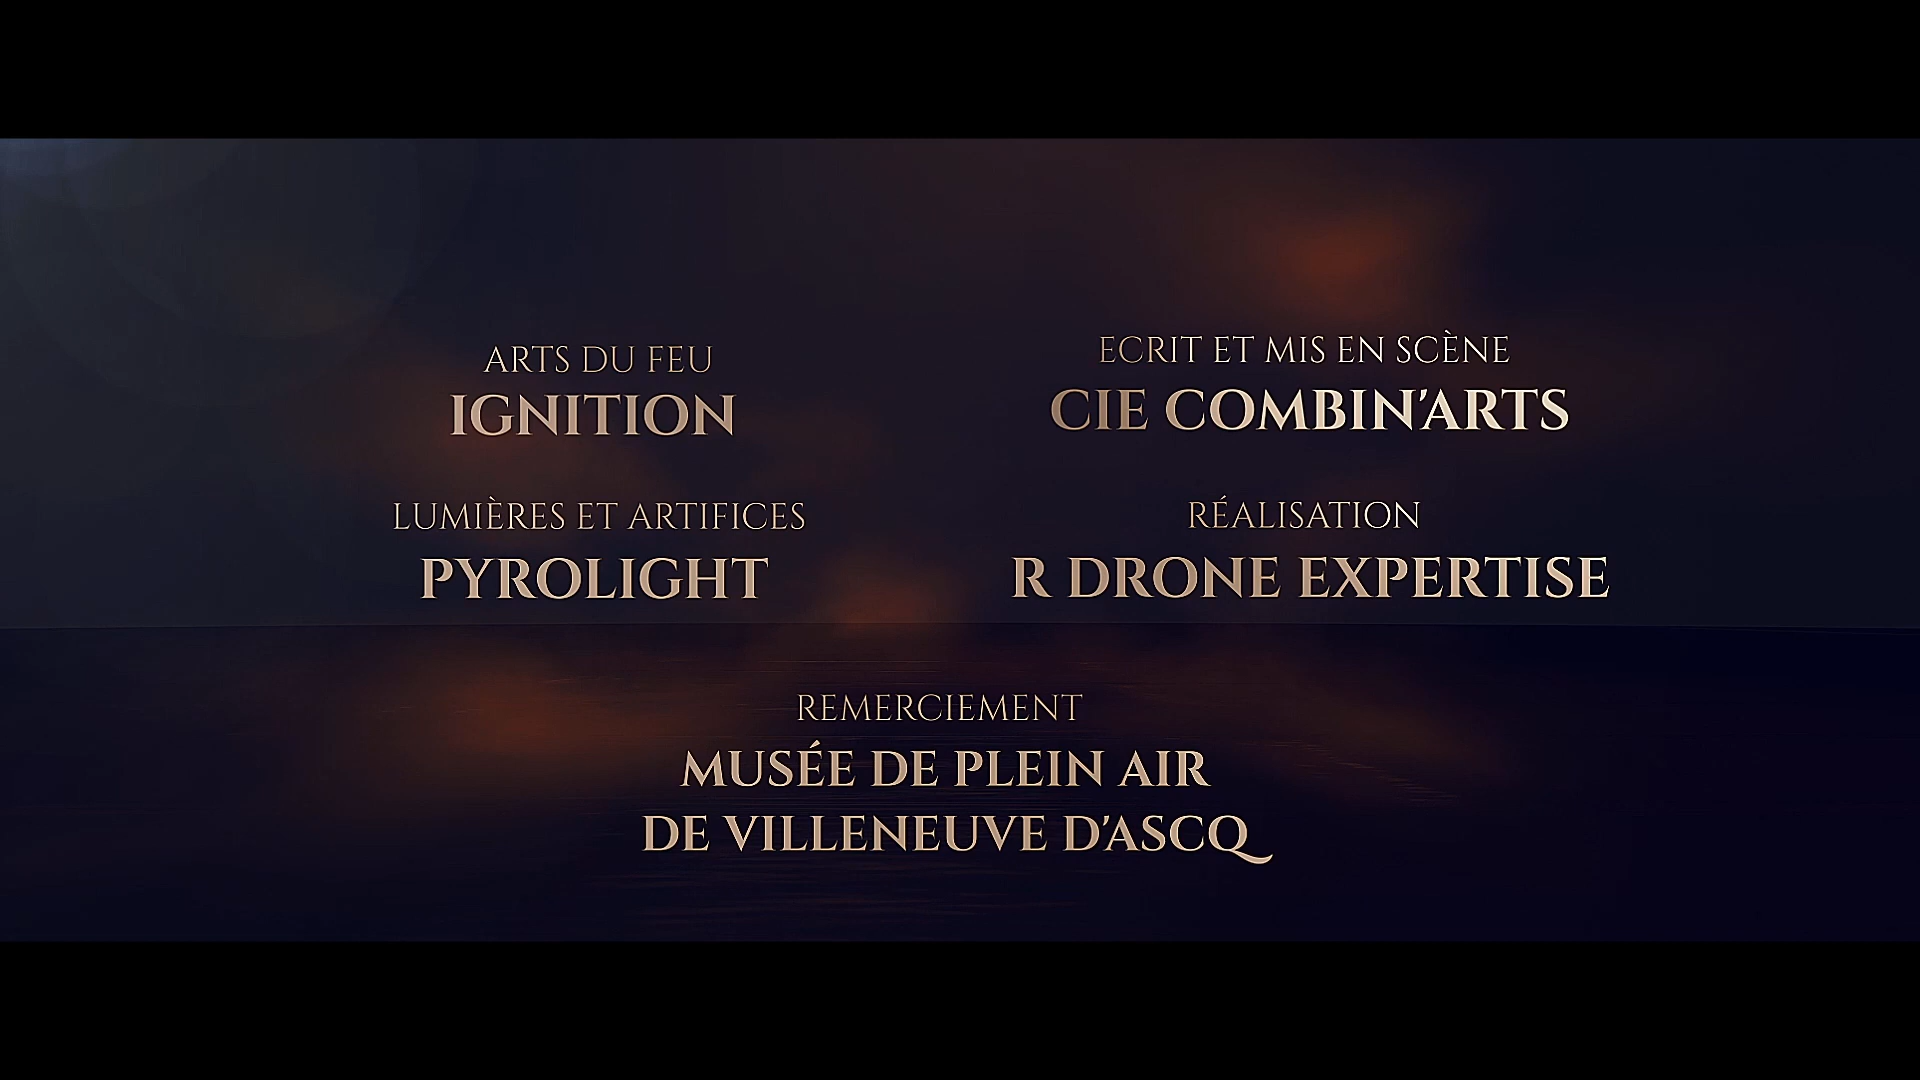 ARTS DU FEU
IGNITION
LUMIÈRES ET ARTIFICES
PYROLIGHT
ECRIT ET MIS EN SCÈNE
CIE COMBIN'ARTS
RÉALISATION
R DRONE EXPERTISE
REMERCIEMENT
MUSÉE DE PLEIN AIR
DE VILLENEUVE D'ASCQ